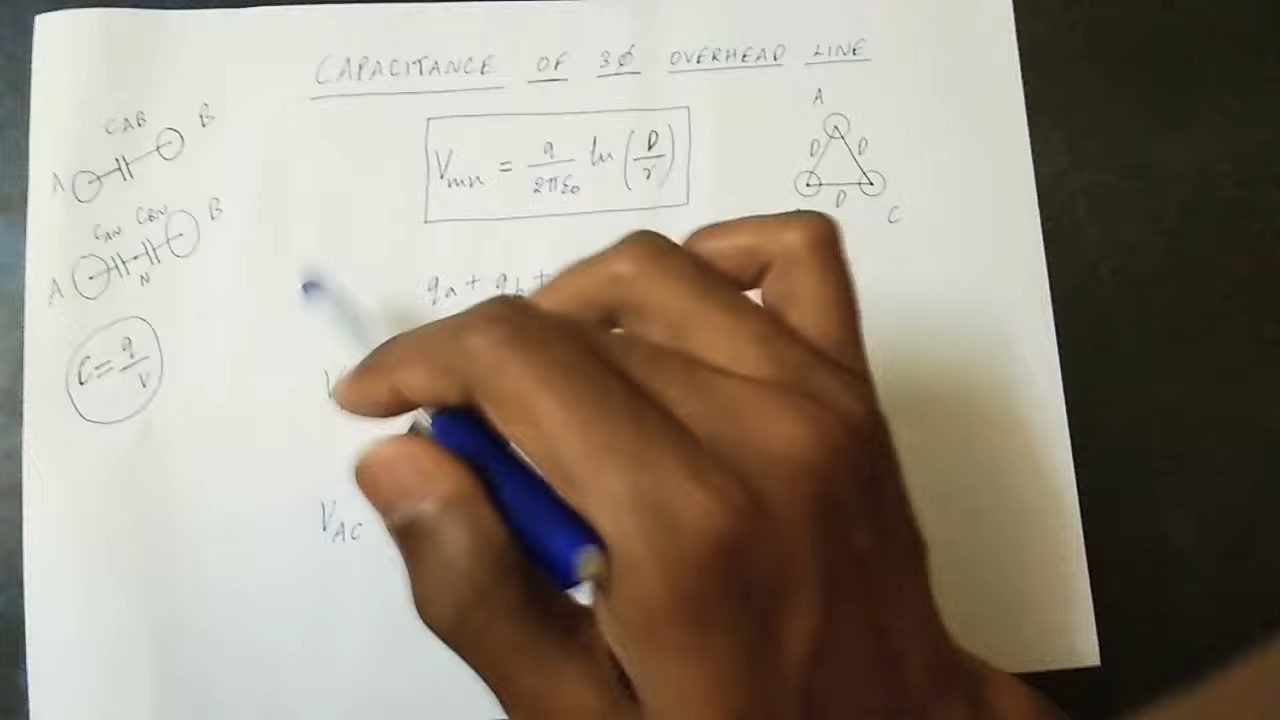 CAPACITANCE OF 3Φ OVERHEAD LINE
CAB
A
B
CAN CBN
A
N
B
C = q/V
Vmn = q/2πε₀ ln (D/r)
A
D D
D
C
qa + qb +
V
VAC